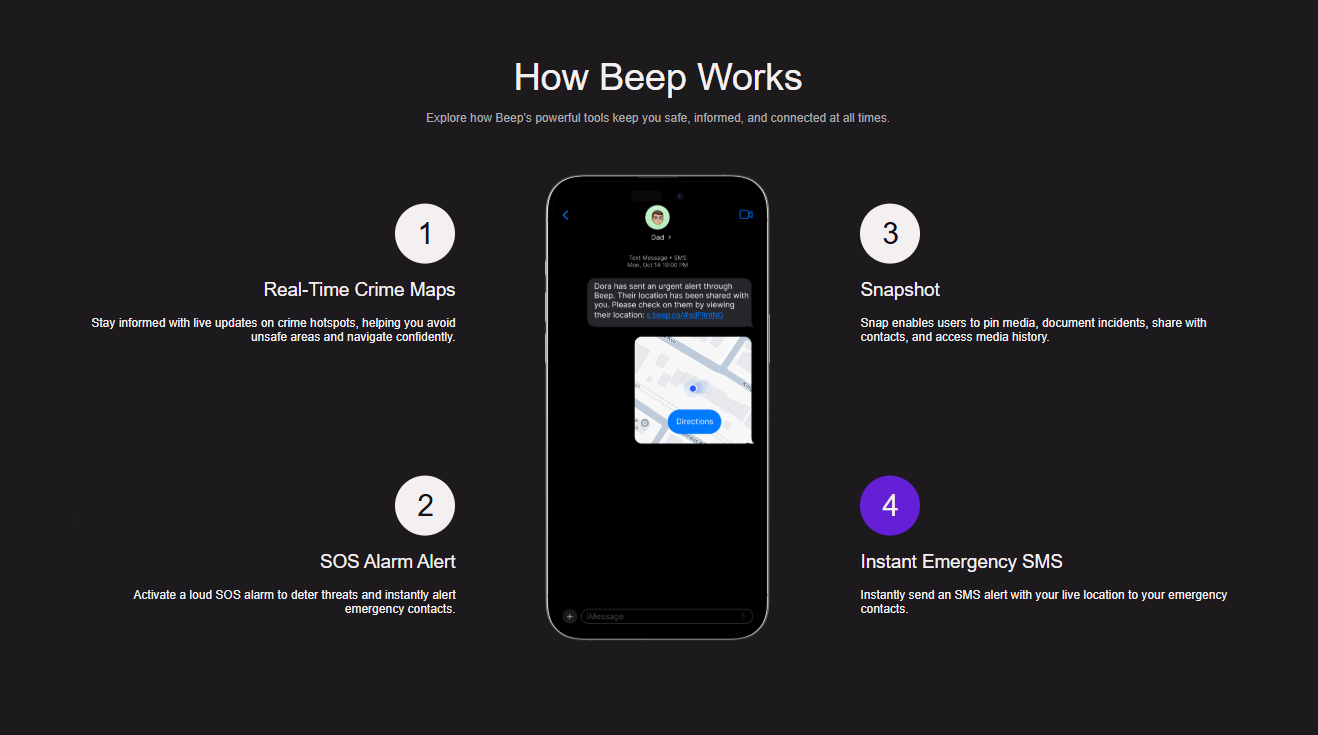 How Beep Works
Explore how Beep's powerful tools keep you safe, informed, and connected at all times.
1
Real-Time Crime Maps
Stay informed with live updates on crime hotspots, helping you avoid
unsafe areas and navigate confidently.
2
SOS Alarm Alert
Activate a loud SOS alarm to deter threats and instantly alert
emergency contacts.
Dad
Text Message • SMS
Mon, Oct 14 19:00 PM
Dora has sent an urgent alert through
Beep. Their location has been shared with
you. Please check on them by viewing
their location:
Directions
iMessage
3
Snapshot
Snap enables users to pin media, document incidents, share with
contacts, and access media history.
4
Instant Emergency SMS
Instantly send an SMS alert with your live location to your emergency
contacts.